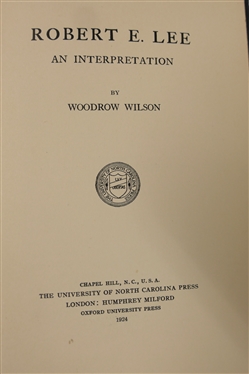 ROBERT E. LEE
AN INTERPRETATION
BY
WOODROW WILSON
CHAPEL HILL, N. C., U. S. A.
THE UNIVERSITY OF NORTH CAROLINA PRESS
LONDON: HUMPHREY MILFORD
OXFORD UNIVERSITY PRESS
1924